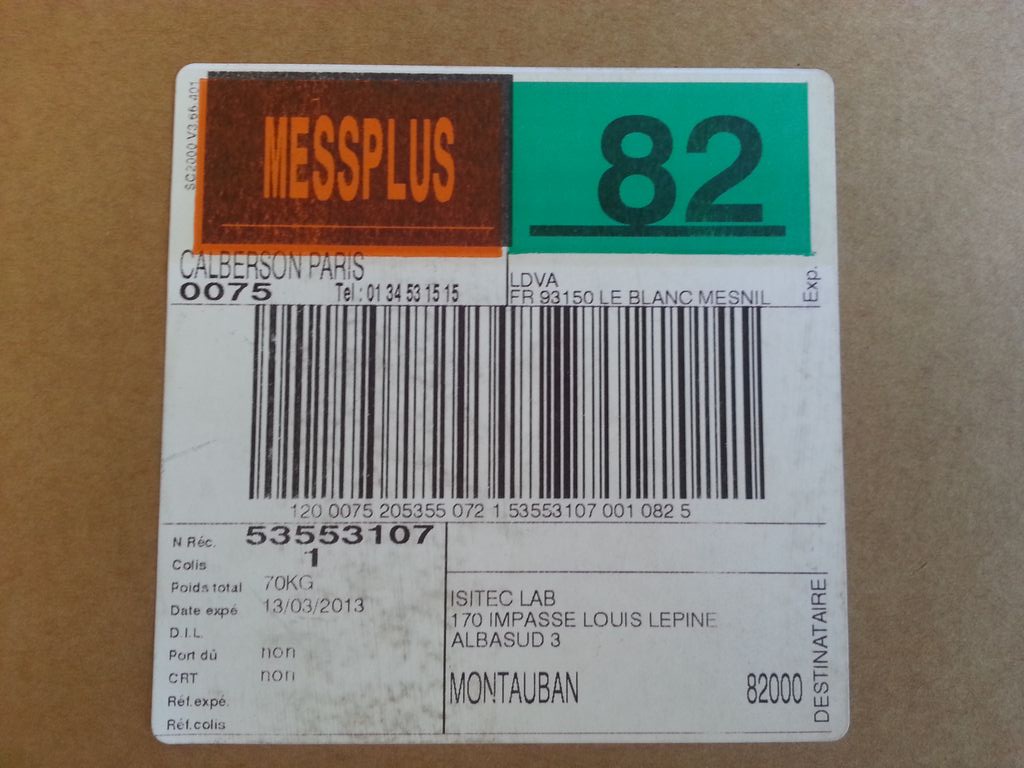 SC2000 V3.66 401
MESSPLUS
82
CALBERSON PARIS
0075 Tel : 01 34 53 15 15
LDVA
FR 93150 LE BLANC MESNIL
Exp.
120 0075 205355 072 1 53553107 001 082 5
N Réc. 53553107
Colis 1
Poids total 70KG
Date expé 13/03/2013
D.I.L.
Port dû non
CRT non
Réf.expé.
Réf.colis
ISITEC LAB
170 IMPASSE LOUIS LEPINE
ALBASUD 3
MONTAUBAN 82000
DESTINATAIRE